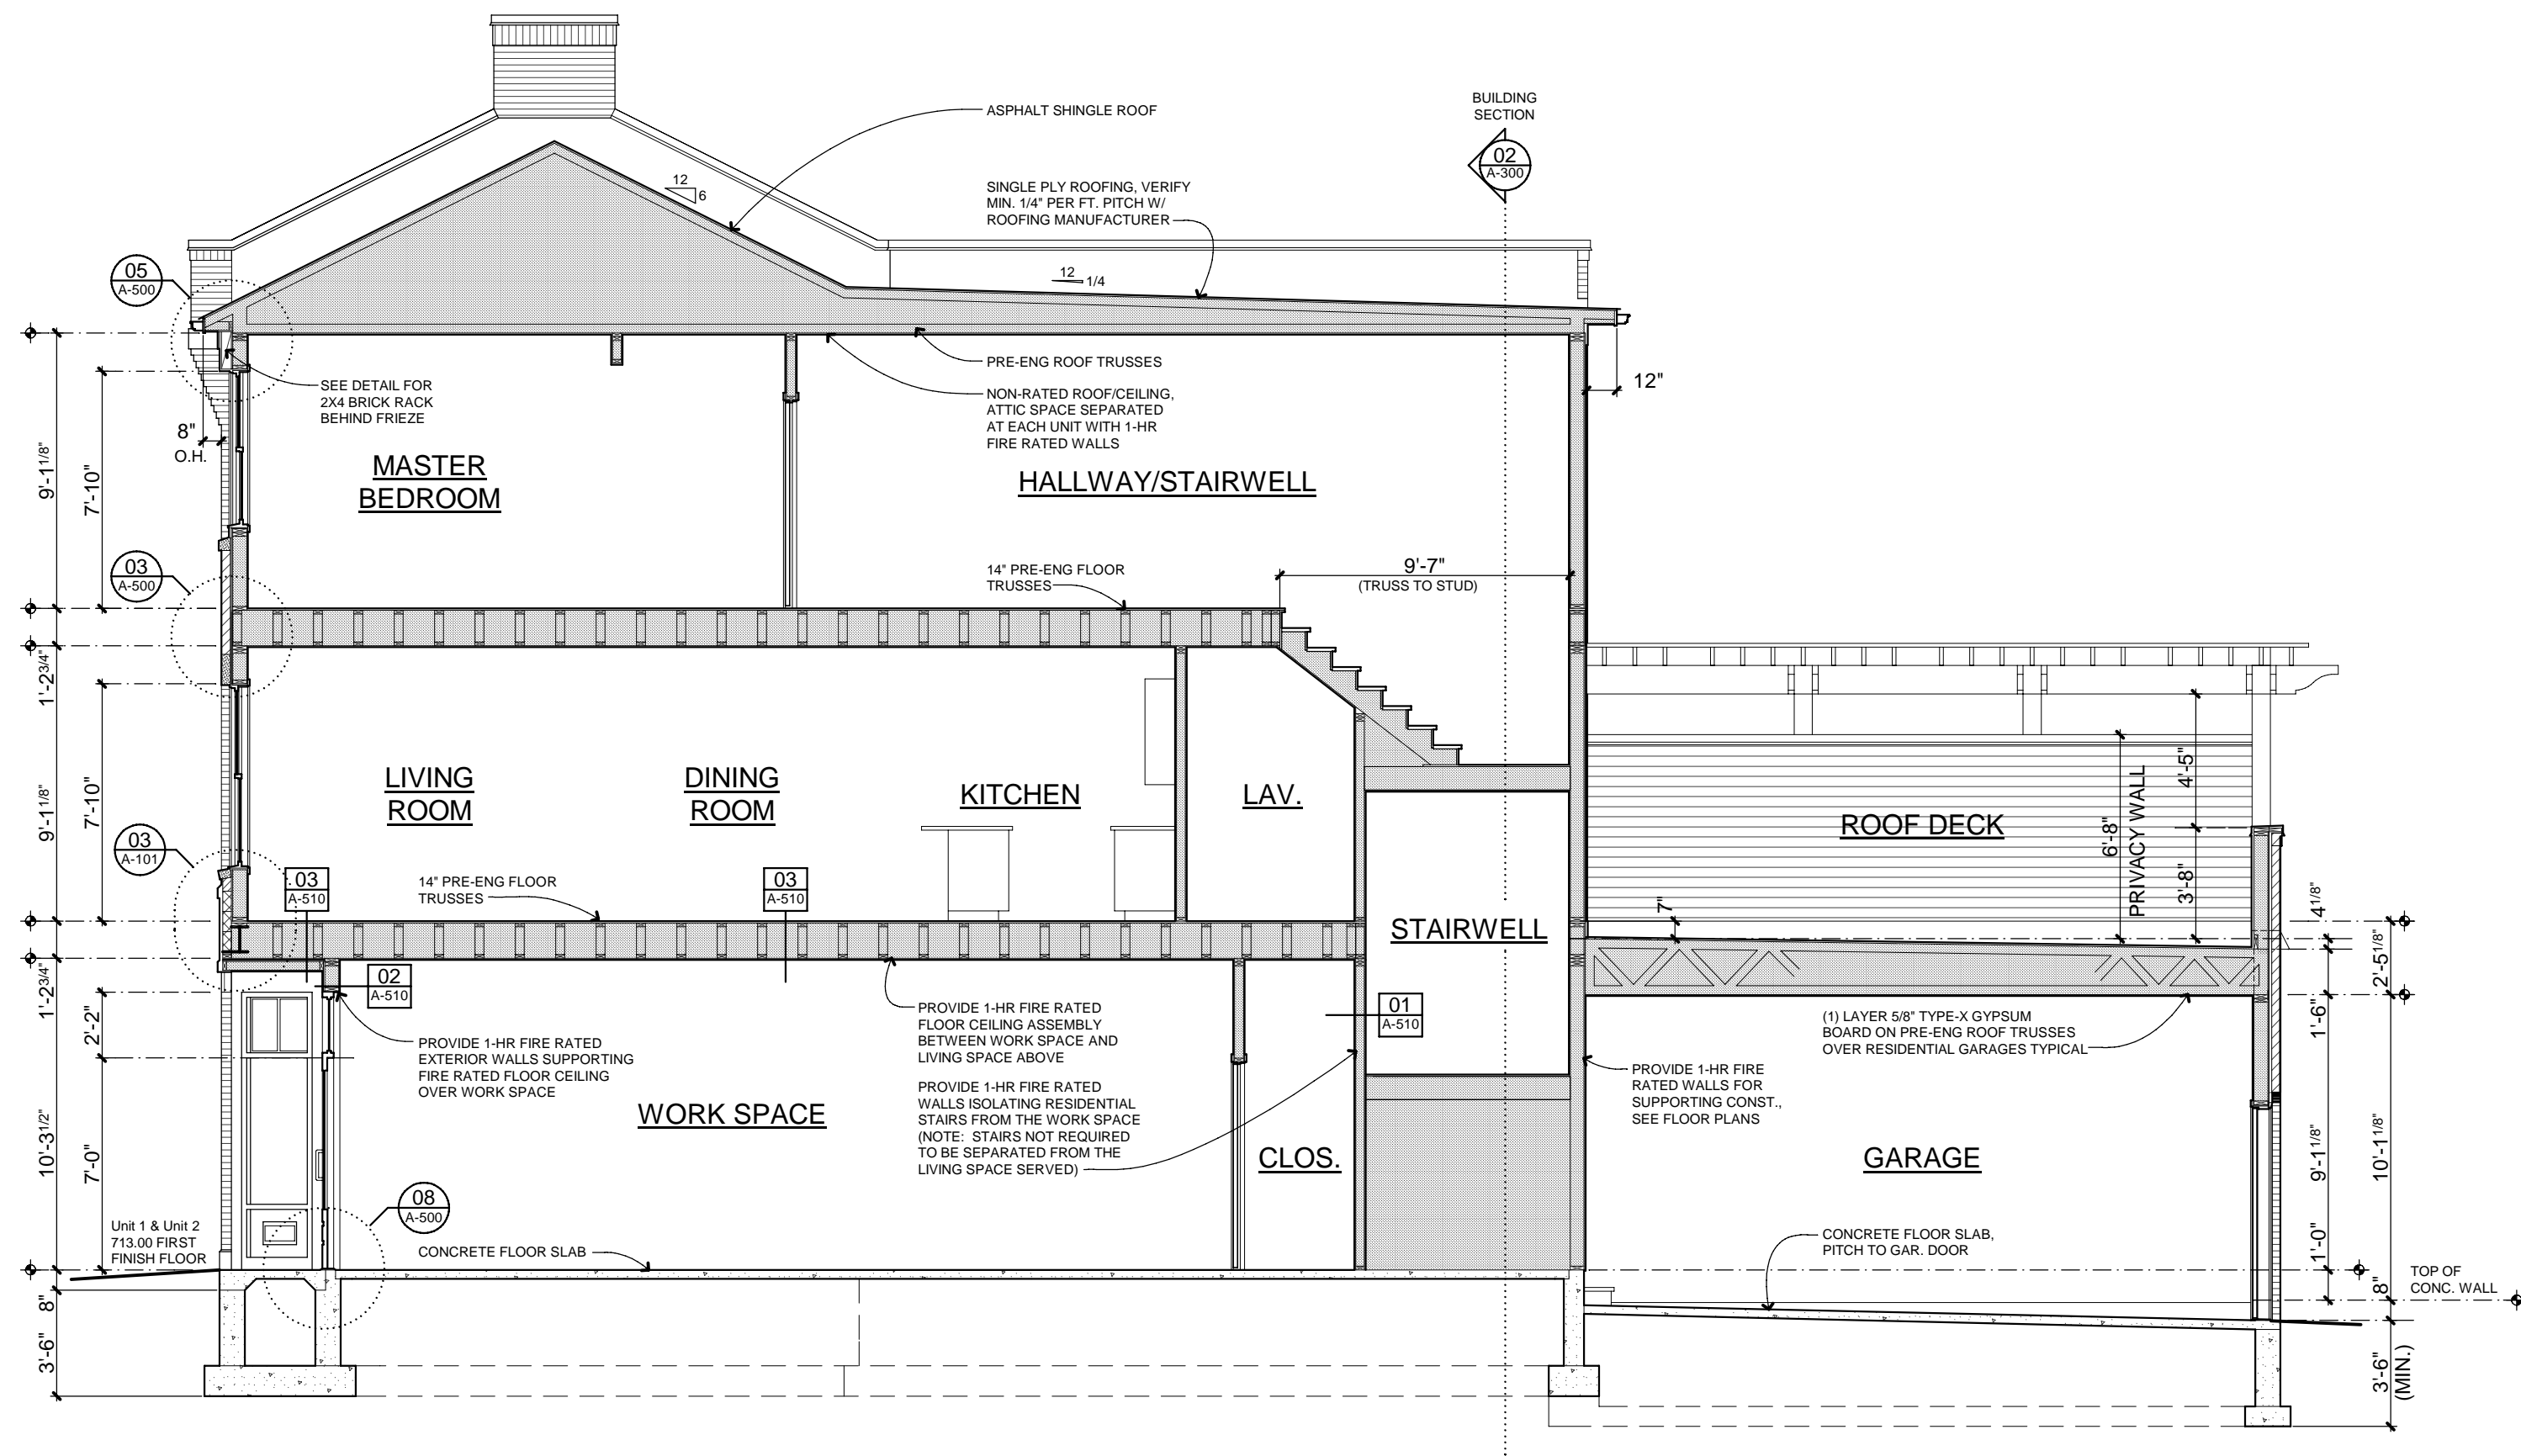 BUILDING
SECTION
02
A-300
ASPHALT SHINGLE ROOF
12
6
SINGLE PLY ROOFING, VERIFY
MIN. 1/4" PER FT. PITCH W/
ROOFING MANUFACTURER
05
A-500
12
1/4
PRE-ENG ROOF TRUSSES
SEE DETAIL FOR
2X4 BRICK RACK
BEHIND FRIEZE
NON-RATED ROOF/CEILING,
ATTIC SPACE SEPARATED
AT EACH UNIT WITH 1-HR
FIRE RATED WALLS
12"
8"
O.H.
9'-1 1/8"
7'-10"
MASTER
BEDROOM
HALLWAY/STAIRWELL
03
A-500
14" PRE-ENG FLOOR
TRUSSES
9'-7"
(TRUSS TO STUD)
1'-2 3/4"
9'-1 1/8"
7'-10"
LIVING
ROOM
DINING
ROOM
KITCHEN
LAV.
ROOF DECK
6'-8"
PRIVACY WALL
4'-5"
3'-8"
03
A-101
03
A-510
14" PRE-ENG FLOOR
TRUSSES
03
A-510
STAIRWELL
7"
4 1/8"
2'-5 1/8"
1'-2 3/4"
02
A-510
2'-2"
PROVIDE 1-HR FIRE RATED
EXTERIOR WALLS SUPPORTING
FIRE RATED FLOOR CEILING
OVER WORK SPACE
PROVIDE 1-HR FIRE RATED
FLOOR CEILING ASSEMBLY
BETWEEN WORK SPACE AND
LIVING SPACE ABOVE
01
A-510
(1) LAYER 5/8" TYPE-X GYPSUM
BOARD ON PRE-ENG ROOF TRUSSES
OVER RESIDENTIAL GARAGES TYPICAL
1'-6"
PROVIDE 1-HR FIRE RATED
WALLS ISOLATING RESIDENTIAL
STAIRS FROM THE WORK SPACE
(NOTE: STAIRS NOT REQUIRED
TO BE SEPARATED FROM THE
LIVING SPACE SERVED)
PROVIDE 1-HR FIRE
RATED WALLS FOR
SUPPORTING CONST.,
SEE FLOOR PLANS
WORK SPACE
CLOS.
GARAGE
10'-3 1/2"
7'-0"
9'-1 1/8"
10'-1 1/8"
08
A-500
Unit 1 & Unit 2
713.00 FIRST
FINISH FLOOR
CONCRETE FLOOR SLAB
CONCRETE FLOOR SLAB,
PITCH TO GAR. DOOR
1'-0"
TOP OF
CONC. WALL
8"
8"
3'-6"
3'-6"
(MIN.)